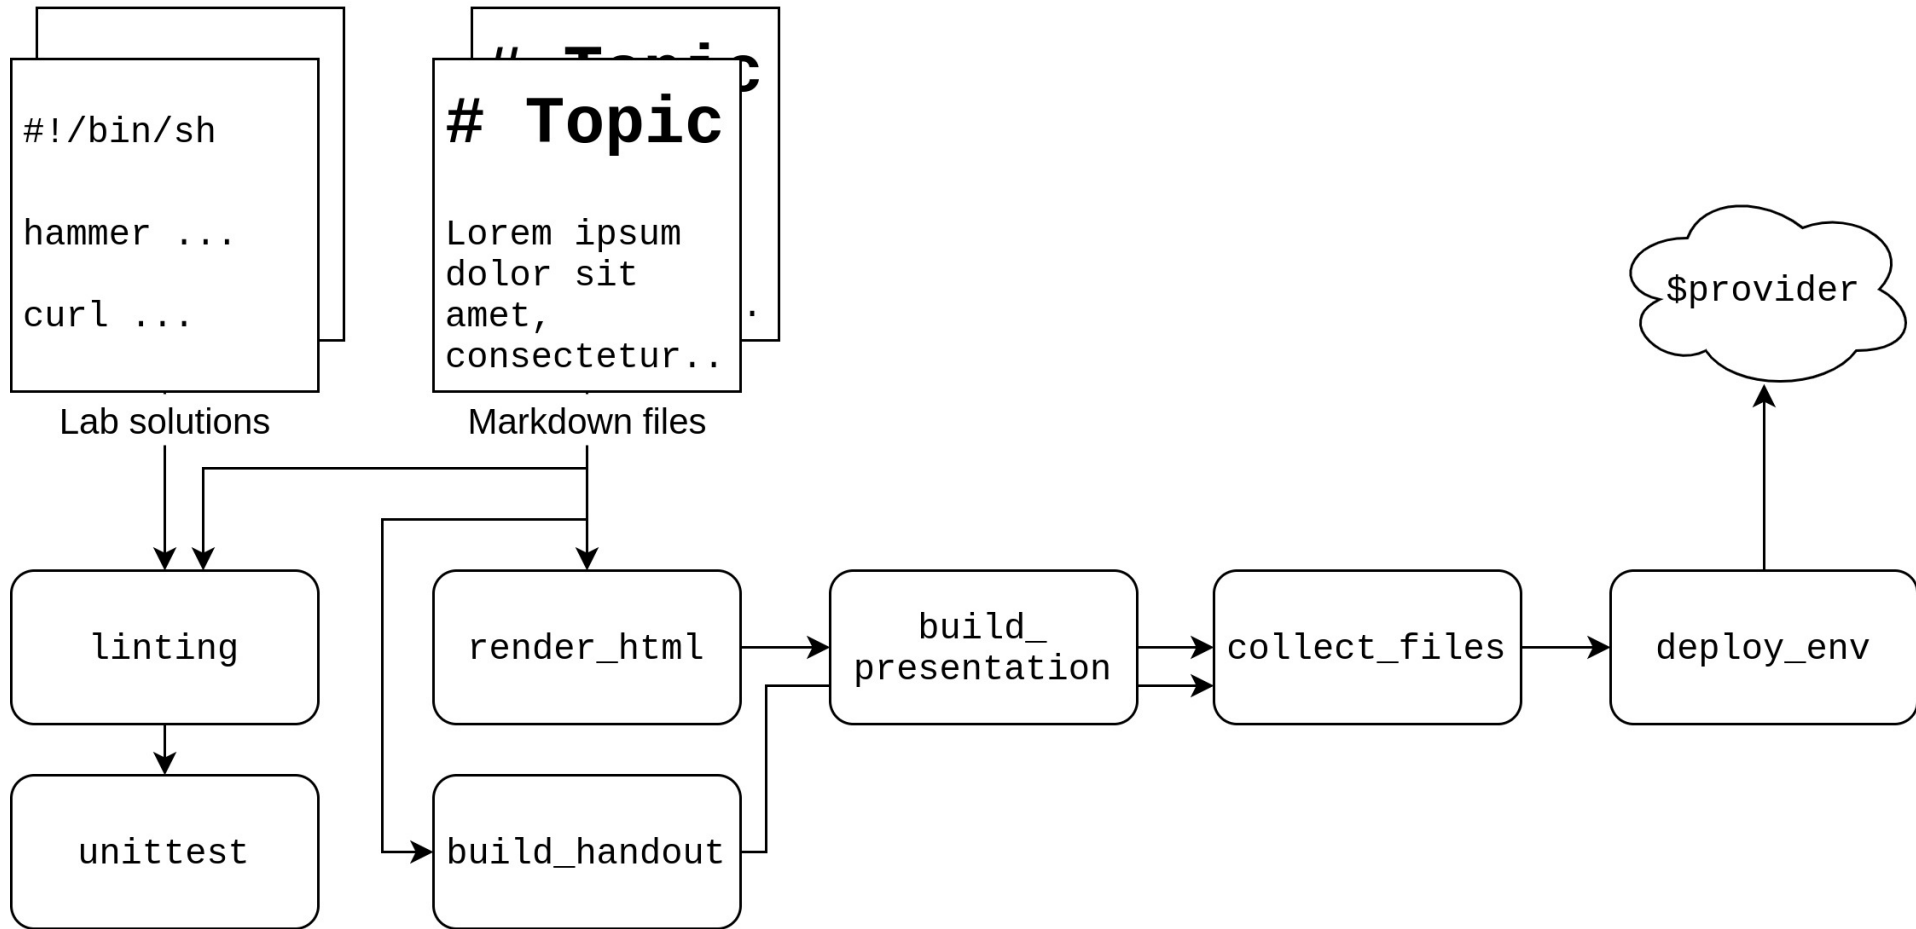 # Topic
#!/bin/sh
hammer ...
curl ...
Lab solutions
# Topic
Lorem ipsum
dolor sit
amet,
consectetur..
.
Markdown files
$provider
linting
render_html
build_
presentation
collect_files
deploy_env
unittest
build_handout